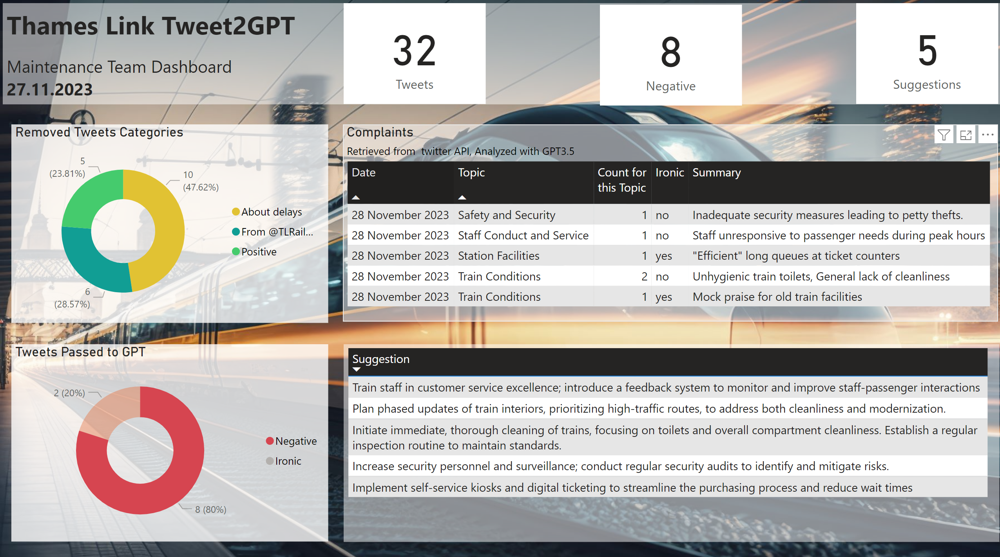 Thames Link Tweet2GPT
Maintenance Team Dashboard
27.11.2023
32
Tweets
8
Negative
5
Suggestions
Removed Tweets Categories
5
(23.81%)
10
(47.62%)
6
(28.57%)
About delays
From @TLRail...
Positive
Complaints
Retrieved from  twitter API, Analyzed with GPT3.5
Date Topic Count for this Topic Ironic Summary
28 November 2023 Safety and Security 1 no Inadequate security measures leading to petty thefts.
28 November 2023 Staff Conduct and Service 1 no Staff unresponsive to passenger needs during peak hours
28 November 2023 Station Facilities 1 yes "Efficient" long queues at ticket counters
28 November 2023 Train Conditions 2 no Unhygienic train toilets, General lack of cleanliness
28 November 2023 Train Conditions 1 yes Mock praise for old train facilities
Tweets Passed to GPT
2 (20%)
8 (80%)
Negative
Ironic
Suggestion
Train staff in customer service excellence; introduce a feedback system to monitor and improve staff-passenger interactions
Plan phased updates of train interiors, prioritizing high-traffic routes, to address both cleanliness and modernization.
Initiate immediate, thorough cleaning of trains, focusing on toilets and overall compartment cleanliness. Establish a regular
inspection routine to maintain standards.
Increase security personnel and surveillance; conduct regular security audits to identify and mitigate risks.
Implement self-service kiosks and digital ticketing to streamline the purchasing process and reduce wait times